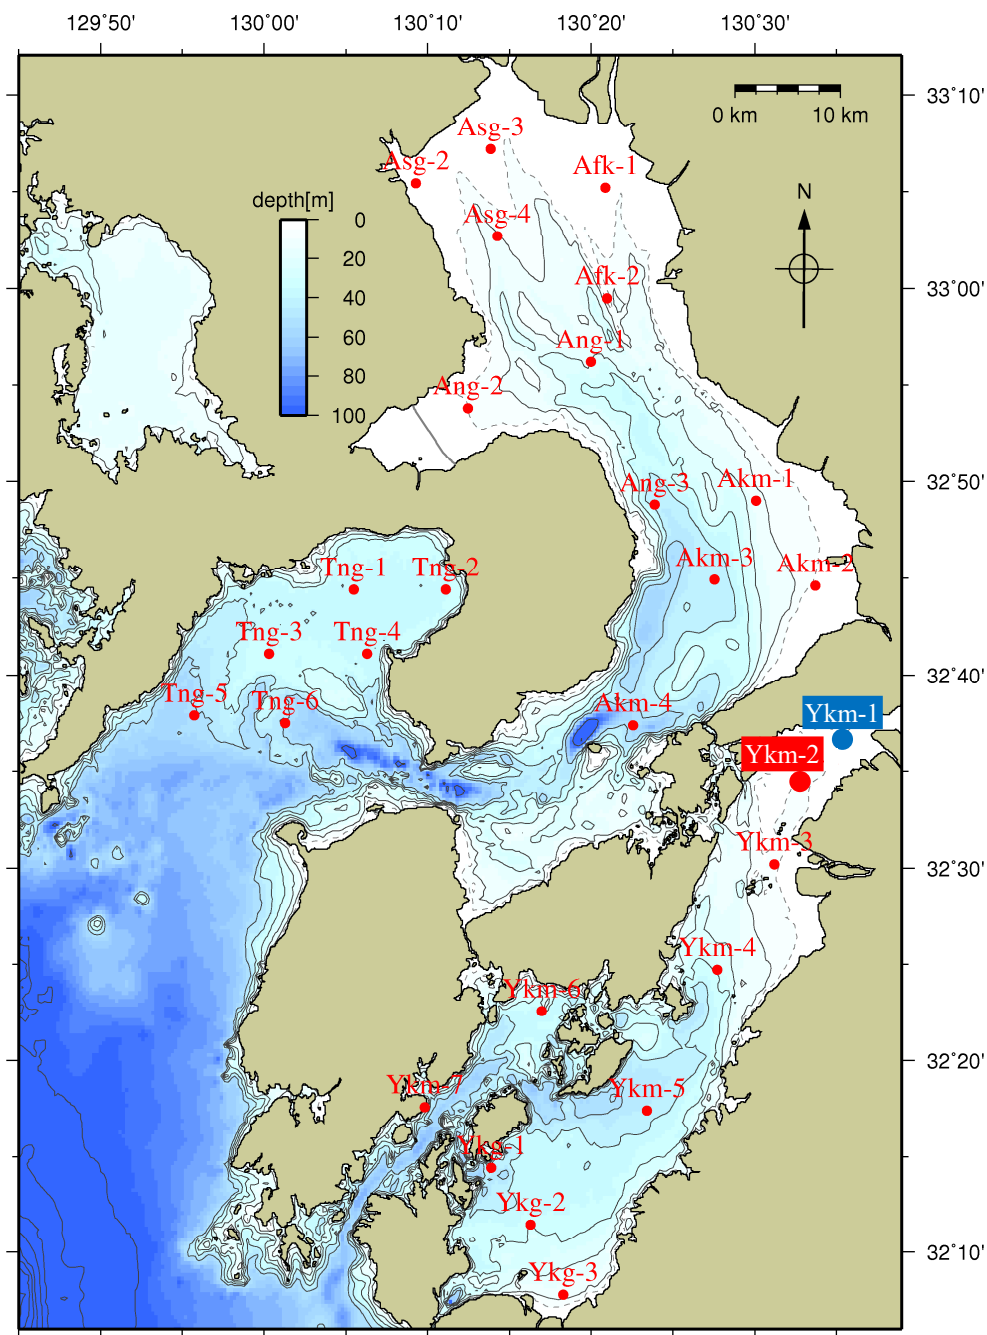 129°50' 130°00' 130°10' 130°20' 130°30'
33°10'
0 km 10 km
Asg-3
Asg-2
Afk-1
depth[m]
N
0
20
40
60
80
100
Asg-4
Afk-2
33°00'
Ang-1
Ang-2
Ang-3
Akm-1
32°50'
Tng-1
Tng-2
Akm-3
Akm-2
Tng-3
Tng-4
32°40'
Tng-5
Tng-6
Akm-4
Ykm-1
Ykm-2
Ykm-3
32°30'
Ykm-4
Ykm-6
32°20'
Ykm-7
Ykm-5
Ykg-1
Ykg-2
32°10'
Ykg-3